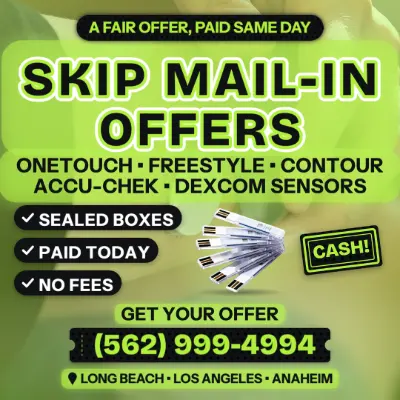 A FAIR OFFER, PAID SAME DAY
SKIP MAIL-IN
OFFERS
ONETOUCH ▪ FREESTYLE ▪ CONTOUR
ACCU-CHEK ▪ DEXCOM SENSORS
✓ SEALED BOXES
✓ PAID TODAY
✓ NO FEES
CASH!
GET YOUR OFFER
(562) 999-4994
LONG BEACH ▪ LOS ANGELES ▪ ANAHEIM